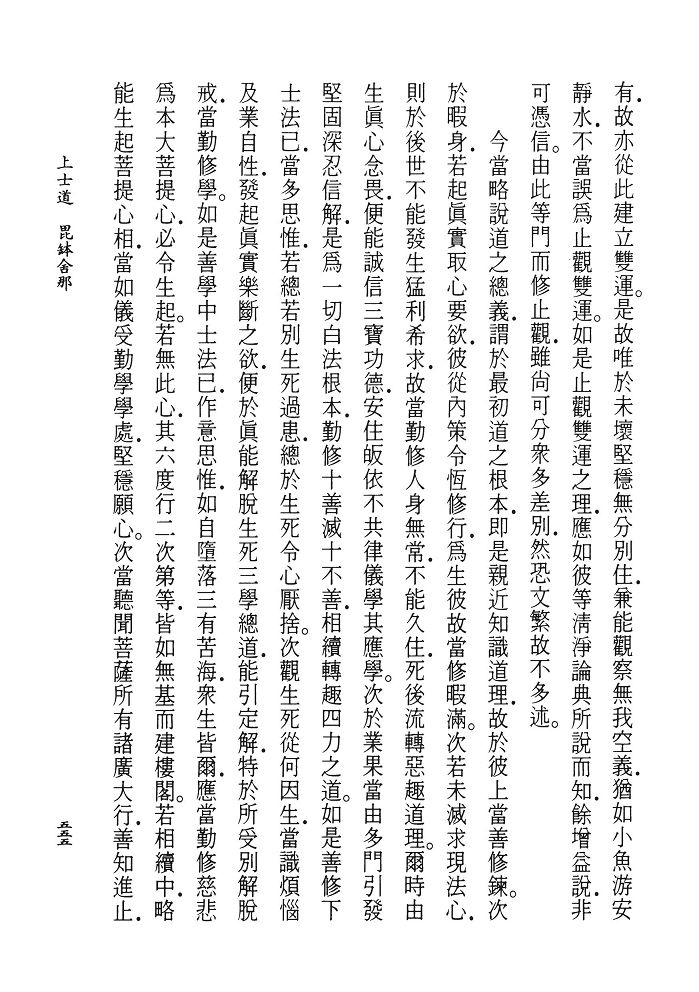 有．故亦從此建立雙運。是故唯於未壞堅穩無分別住．兼能觀察無我空義．猶如小魚游安
靜水．不當誤爲止觀雙運。如是止觀雙運之理．應如彼等淸淨論典所說而知．餘增益說．非
可憑信。由此等門而修止觀．雖尙可分衆多差別．然恐文繁故不多述。
今當略說道之總義．謂於最初道之根本．即是親近知識道理．故於彼上當善修鍊。次
於暇身．若起眞實取心要欲．彼從內策令恆修行．爲生彼故當修暇滿。次若未滅求現法心．
則於後世不能發生猛利希求．故當勤修人身無常．不能久住．死後流轉惡趣道理。爾時由
生眞心念畏．便能誠信三寶功德．安住皈依不共律儀學其應學。次於業果當由多門引發
堅固深忍信解．是爲一切白法根本．勤修十善滅十不善．相續轉趣四力之道。如是善修下
士法已．當多思惟．若總若別生死過患．總於生死令心厭捨。次觀生死從何因生．當識煩惱
及業自性．發起眞實樂斷之欲．便於眞能解脫生死三學總道．能引定解．特於所受別解脫
戒．當勤修學。如是善學中士法已．作意思惟．如自墮落三有苦海．衆生皆爾．應當勤修慈悲
爲本大菩提心．必令生起。若無此心．其六度行二次第等．皆如無基而建樓閣。若相續中．略
能生起菩提心相．當如儀受勤學學處．堅穩願心。次當聽聞菩薩所有諸廣大行．善知進止．
上士道　毘鉢舍那
五五五